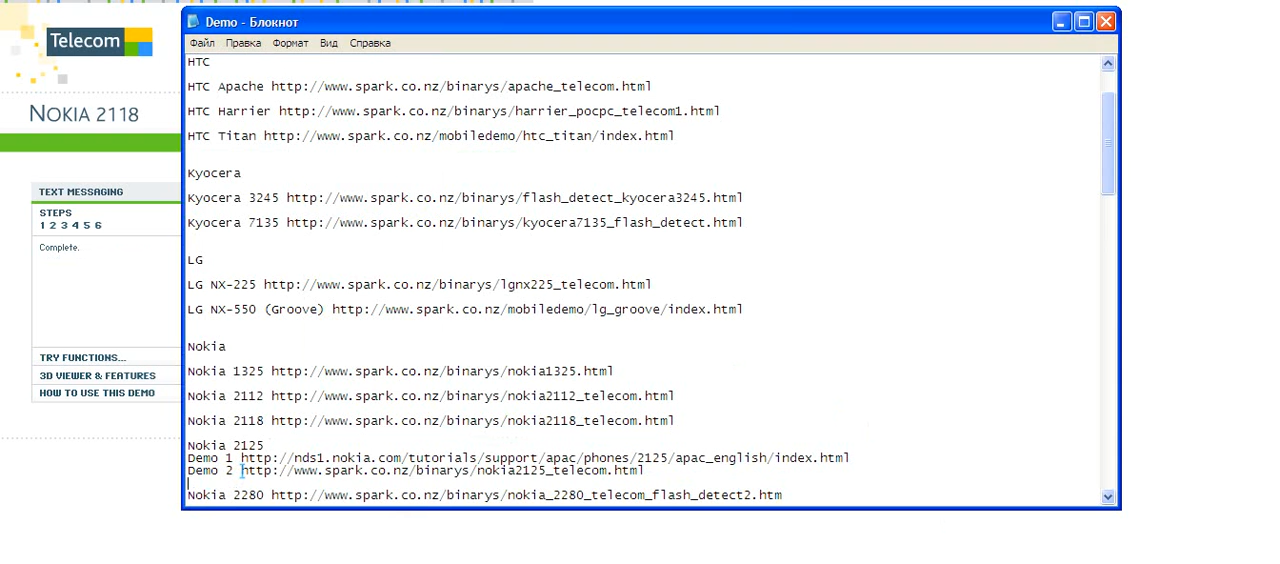 Telecom
NOKIA 2118
TEXT MESSAGING
STEPS
1 2 3 4 5 6
Complete.
TRY FUNCTIONS...
3D VIEWER & FEATURES
HOW TO USE THIS DEMO
Demo - Блокнот
Файл Правка Формат Вид Справка
HTC
HTC Apache http://www.spark.co.nz/binarys/apache_telecom.html
HTC Harrier http://www.spark.co.nz/binarys/harrier_pocpc_telecom1.html
HTC Titan http://www.spark.co.nz/mobiledemo/htc_titan/index.html
Kyocera
Kyocera 3245 http://www.spark.co.nz/binarys/flash_detect_kyocera3245.html
Kyocera 7135 http://www.spark.co.nz/binarys/kyocera7135_flash_detect.html
LG
LG NX-225 http://www.spark.co.nz/binarys/lgnx225_telecom.html
LG NX-550 (Groove) http://www.spark.co.nz/mobiledemo/lg_groove/index.html
Nokia
Nokia 1325 http://www.spark.co.nz/binarys/nokia1325.html
Nokia 2112 http://www.spark.co.nz/binarys/nokia2112_telecom.html
Nokia 2118 http://www.spark.co.nz/binarys/nokia2118_telecom.html
Nokia 2125
Demo 1 http://nds1.nokia.com/tutorials/support/apac/phones/2125/apac_english/index.html
Demo 2 http://www.spark.co.nz/binarys/nokia2125_telecom.html
Nokia 2280 http://www.spark.co.nz/binarys/nokia_2280_telecom_flash_detect2.htm